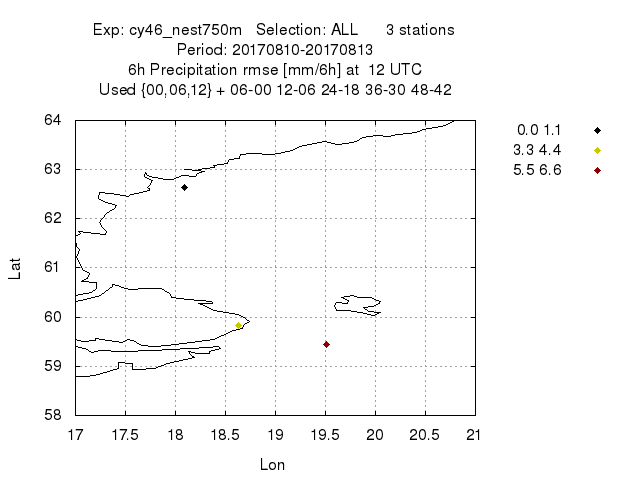 Exp: cy46_nest750m Selection: ALL 3 stations
Period: 20170810-20170813
6h Precipitation rmse [mm/6h] at 12 UTC
Used {00,06,12} + 06-00 12-06 24-18 36-30 48-42
64
63
62
61
60
59
58
Lat
17 17.5 18 18.5 19 19.5 20 20.5 21
Lon
0.0 1.1
3.3 4.4
5.5 6.6